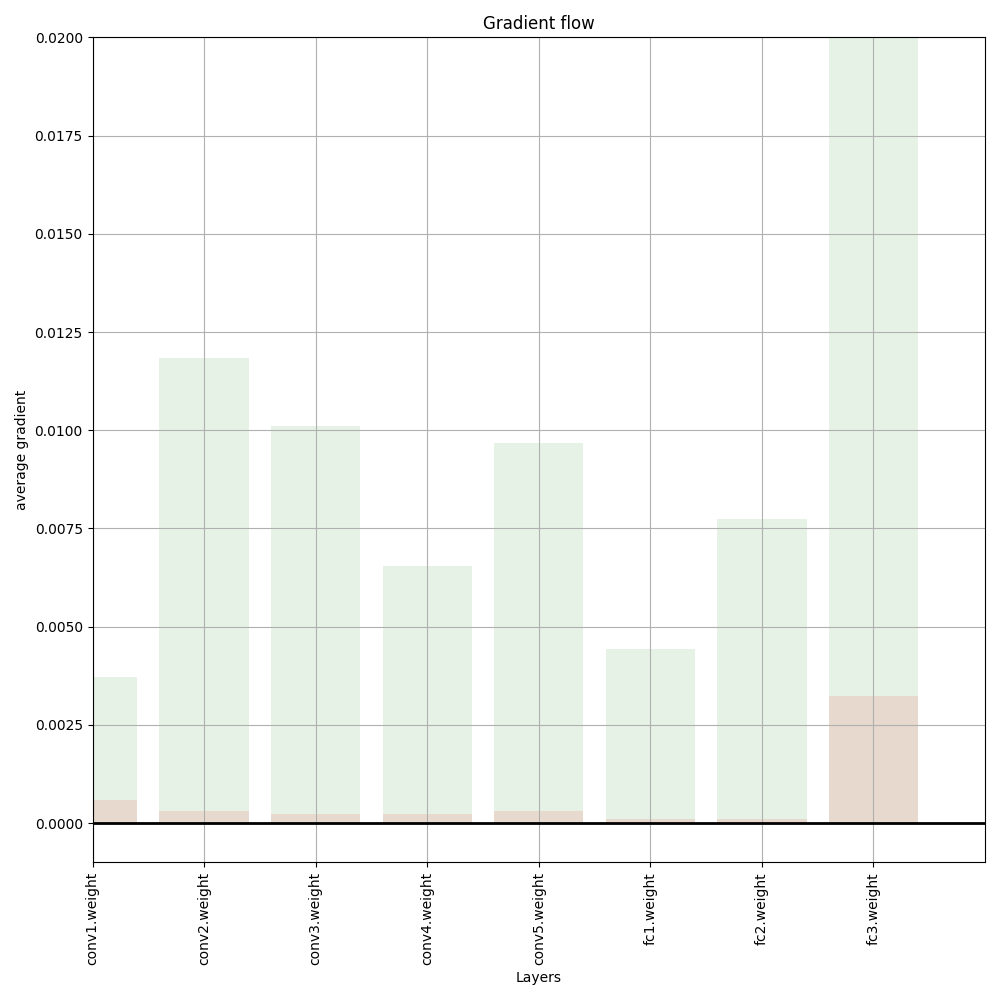 Gradient flow
0.0200
0.0175
0.0150
0.0125
0.0100
0.0075
0.0050
0.0025
0.0000
average gradient
conv1.weight
conv2.weight
conv3.weight
conv4.weight
conv5.weight
fc1.weight
fc2.weight
fc3.weight
Layers